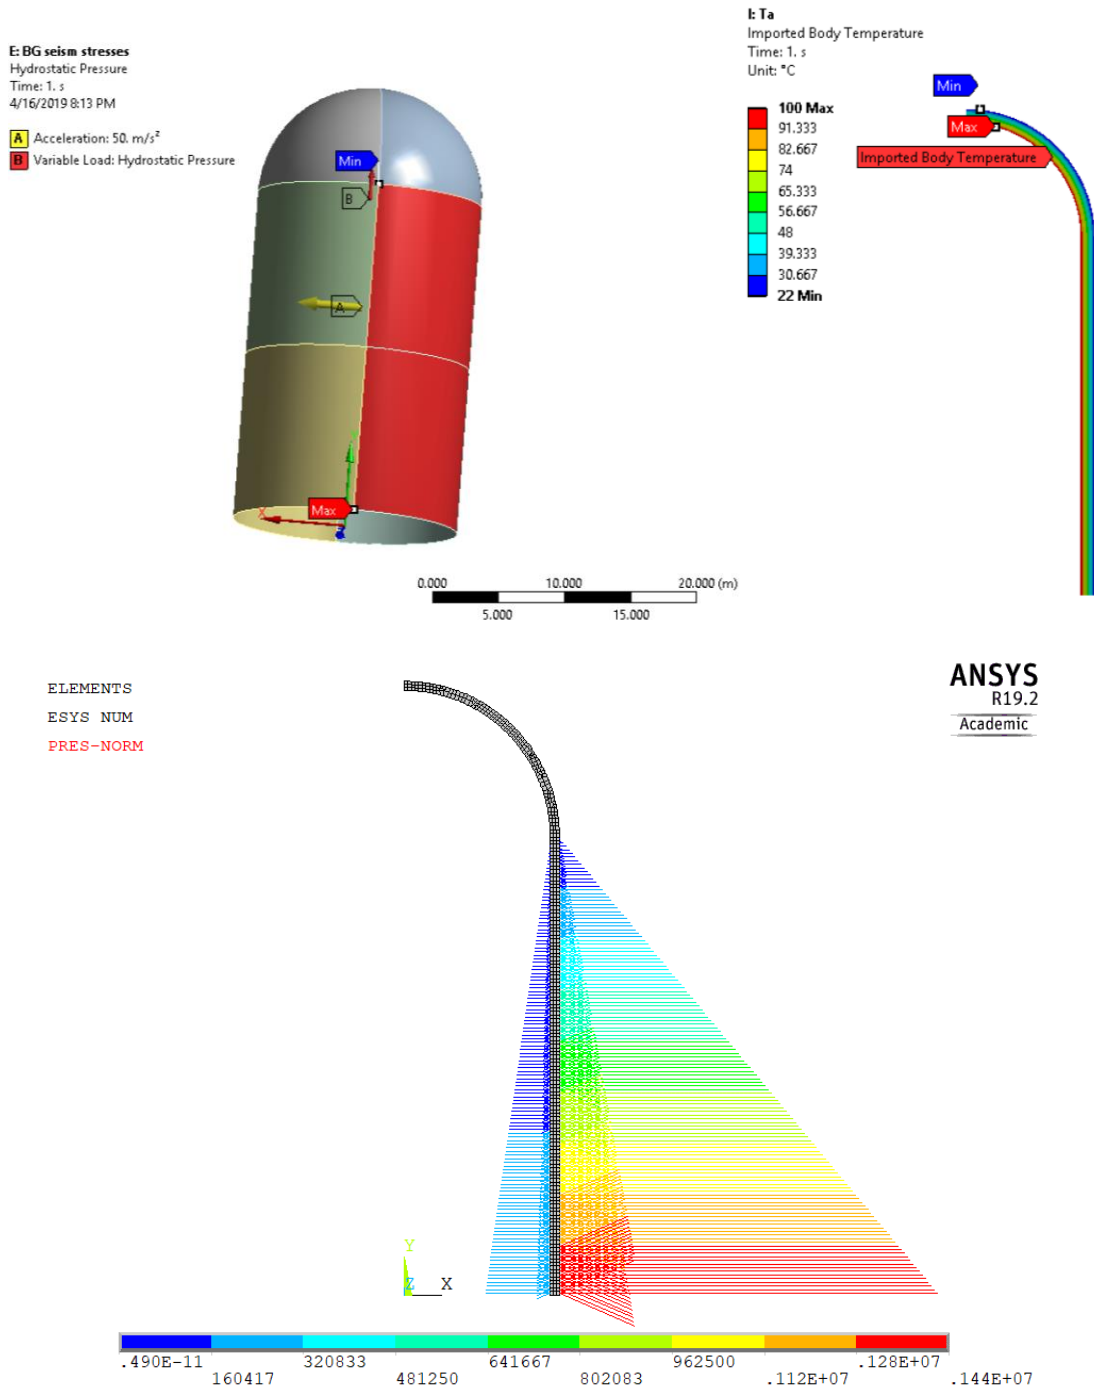 E: BG seism stresses
Hydrostatic Pressure
Time: 1. s
4/16/2019 8:13 PM
A Acceleration: 50. m/s²
B Variable Load: Hydrostatic Pressure
Min
B
A
Y
X
Z
Max
0.000 10.000 20.000 (m)
5.000 15.000
I: Ta
Imported Body Temperature
Time: 1. s
Unit: °C
100 Max
91.333
82.667
74
65.333
56.667
48
39.333
30.667
22 Min
Min
Max
Imported Body Temperature
ELEMENTS
ESYS NUM
PRES-NORM
ANSYS
R19.2
Academic
Y
Z X
.490E-11 320833 641667 962500 .128E+07
160417 481250 802083 .112E+07 .144E+07